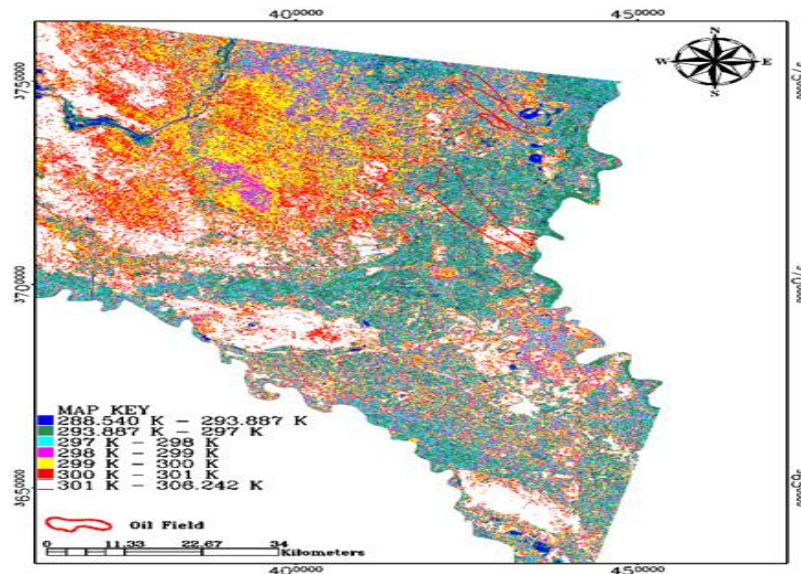 400000
450000
N
W
E
S
3750000
3700000
3650000
MAP KEY
288.540 K - 293.887 K
293.887 K - 297 K
297 K - 298 K
298 K - 299 K
299 K - 300 K
300 K - 301 K
301 K - 306.242 K
Oil Field
0 11.33 22.67 34
Kilometers
400000
450000